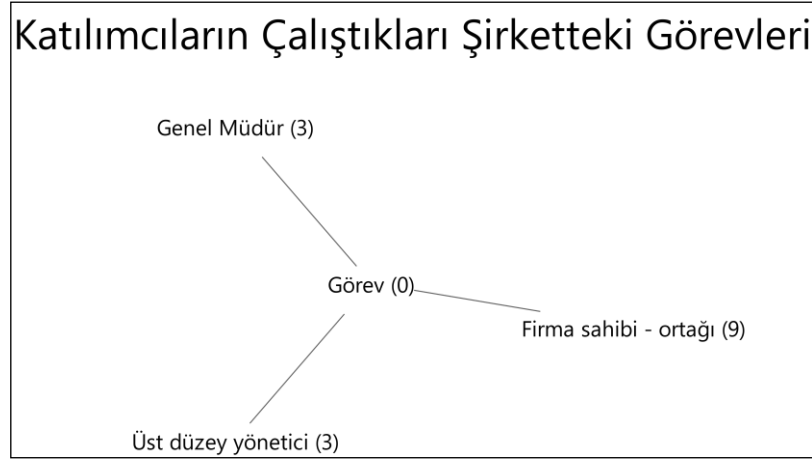 Katılımcıların Çalıştıkları Şirketteki Görevleri
Genel Müdür (3)
Görev (0)
Firma sahibi - ortağı (9)
Üst düzey yönetici (3)